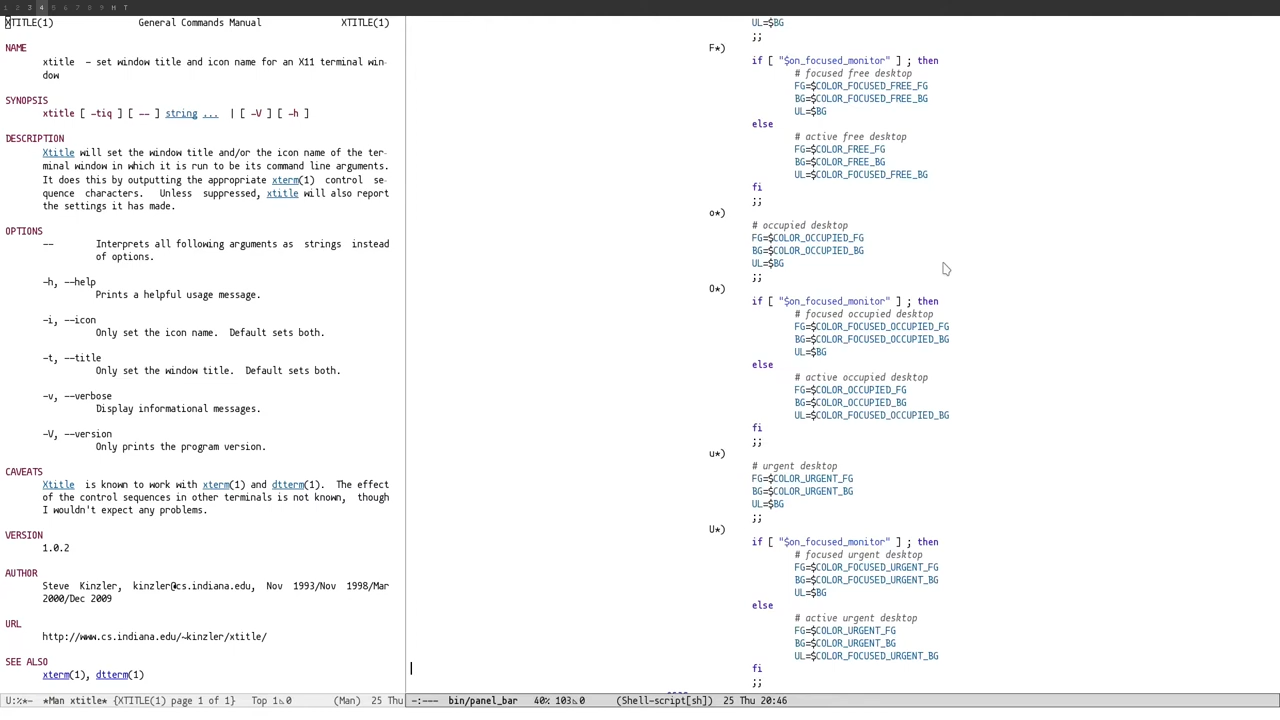 1 2 3 4 5 6 7 8 9 H T
XTITLE(1) General Commands Manual XTITLE(1)
NAME
xtitle - set window title and icon name for an X11 terminal win-
dow
SYNOPSIS
xtitle [ -tiq ] [ -- ] string ... | [ -V ] [ -h ]
DESCRIPTION
Xtitle will set the window title and/or the icon name of the ter-
minal window in which it is run to be its command line arguments.
It does this by outputting the appropriate xterm(1) control se-
quence characters. Unless suppressed, xtitle will also report
the settings it has made.
OPTIONS
-- Interprets all following arguments as strings instead
of options.
-h, --help
Prints a helpful usage message.
-i, --icon
Only set the icon name. Default sets both.
-t, --title
Only set the window title. Default sets both.
-v, --verbose
Display informational messages.
-V, --version
Only prints the program version.
CAVEATS
Xtitle is known to work with xterm(1) and dtterm(1). The effect
of the control sequences in other terminals is not known, though
I wouldn't expect any problems.
VERSION
1.0.2
AUTHOR
Steve Kinzler, kinzler@cs.indiana.edu, Nov 1993/Nov 1998/Mar
2000/Dec 2009
URL
http://www.cs.indiana.edu/~kinzler/xtitle/
SEE ALSO
xterm(1), dtterm(1)
U:%*- *Man xtitle* {XTITLE(1) page 1 of 1} Top 1:0 (Man) 25 Thu
UL=$BG
;;
F*)
if [ "$on_focused_monitor" ] ; then
# focused free desktop
FG=$COLOR_FOCUSED_FREE_FG
BG=$COLOR_FOCUSED_FREE_BG
UL=$BG
else
# active free desktop
FG=$COLOR_FREE_FG
BG=$COLOR_FREE_BG
UL=$COLOR_FOCUSED_FREE_BG
fi
;;
o*)
# occupied desktop
FG=$COLOR_OCCUPIED_FG
BG=$COLOR_OCCUPIED_BG
UL=$BG
;;
O*)
if [ "$on_focused_monitor" ] ; then
# focused occupied desktop
FG=$COLOR_FOCUSED_OCCUPIED_FG
BG=$COLOR_FOCUSED_OCCUPIED_BG
UL=$BG
else
# active occupied desktop
FG=$COLOR_OCCUPIED_FG
BG=$COLOR_OCCUPIED_BG
UL=$COLOR_FOCUSED_OCCUPIED_BG
fi
;;
u*)
# urgent desktop
FG=$COLOR_URGENT_FG
BG=$COLOR_URGENT_BG
UL=$BG
;;
U*)
if [ "$on_focused_monitor" ] ; then
# focused urgent desktop
FG=$COLOR_FOCUSED_URGENT_FG
BG=$COLOR_FOCUSED_URGENT_BG
UL=$BG
else
# active urgent desktop
FG=$COLOR_URGENT_FG
BG=$COLOR_URGENT_BG
UL=$COLOR_FOCUSED_URGENT_BG
fi
;;
-:--- bin/panel_bar 40% 103:0 (Shell-script[sh]) 25 Thu 20:46